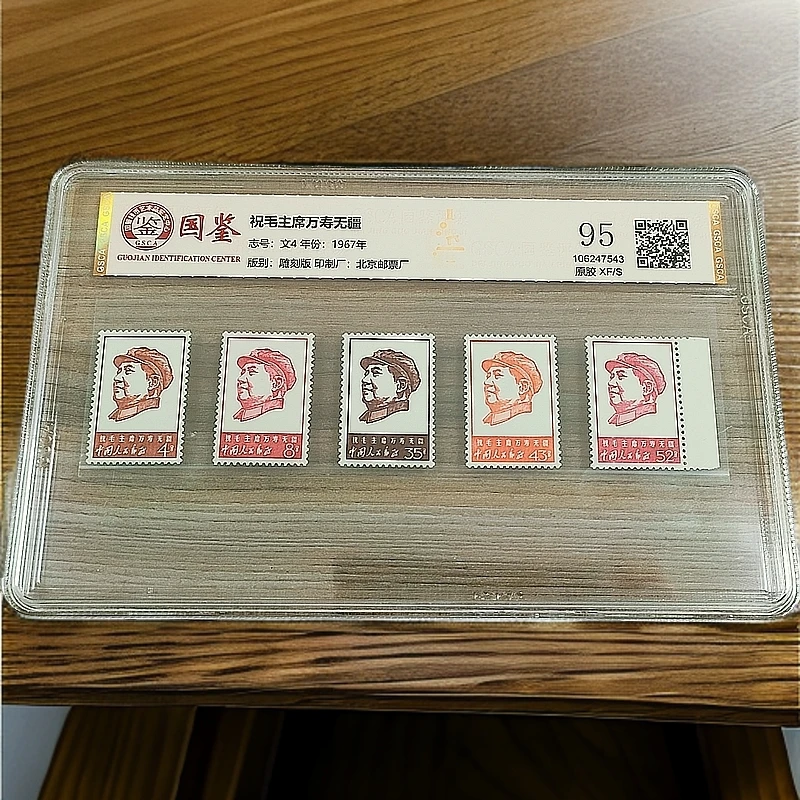 鉴
GSCA
国鉴
GUOJIAN IDENTIFICATION CENTER
祝毛主席万寿无疆
志号：文4 年份：1967年
版别：雕刻版 印制厂：北京邮票厂
95
106247543
原胶 XF/S
GSCA GSCA
祝毛主席万寿无疆
中国人民邮政 4分
祝毛主席万寿无疆
中国人民邮政 8分
祝毛主席万寿无疆
中国人民邮政 35分
祝毛主席万寿无疆
中国人民邮政 43分
祝毛主席万寿无疆
中国人民邮政 52分